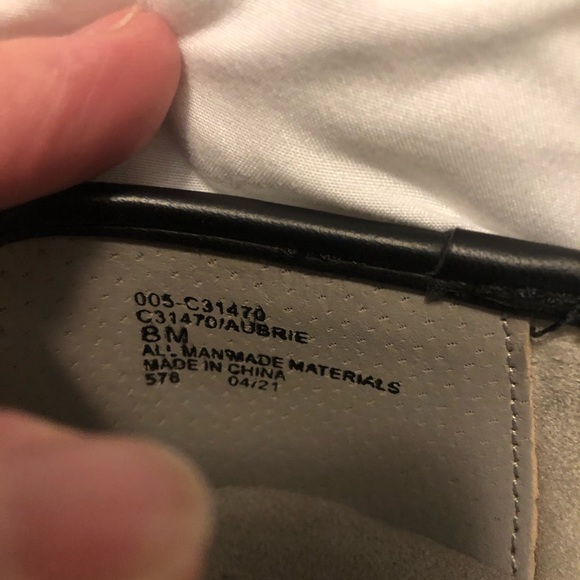 005-C31470
C31470/AUBRIE
8M
ALL MANMADE MATERIALS
MADE IN CHINA
578 04/21